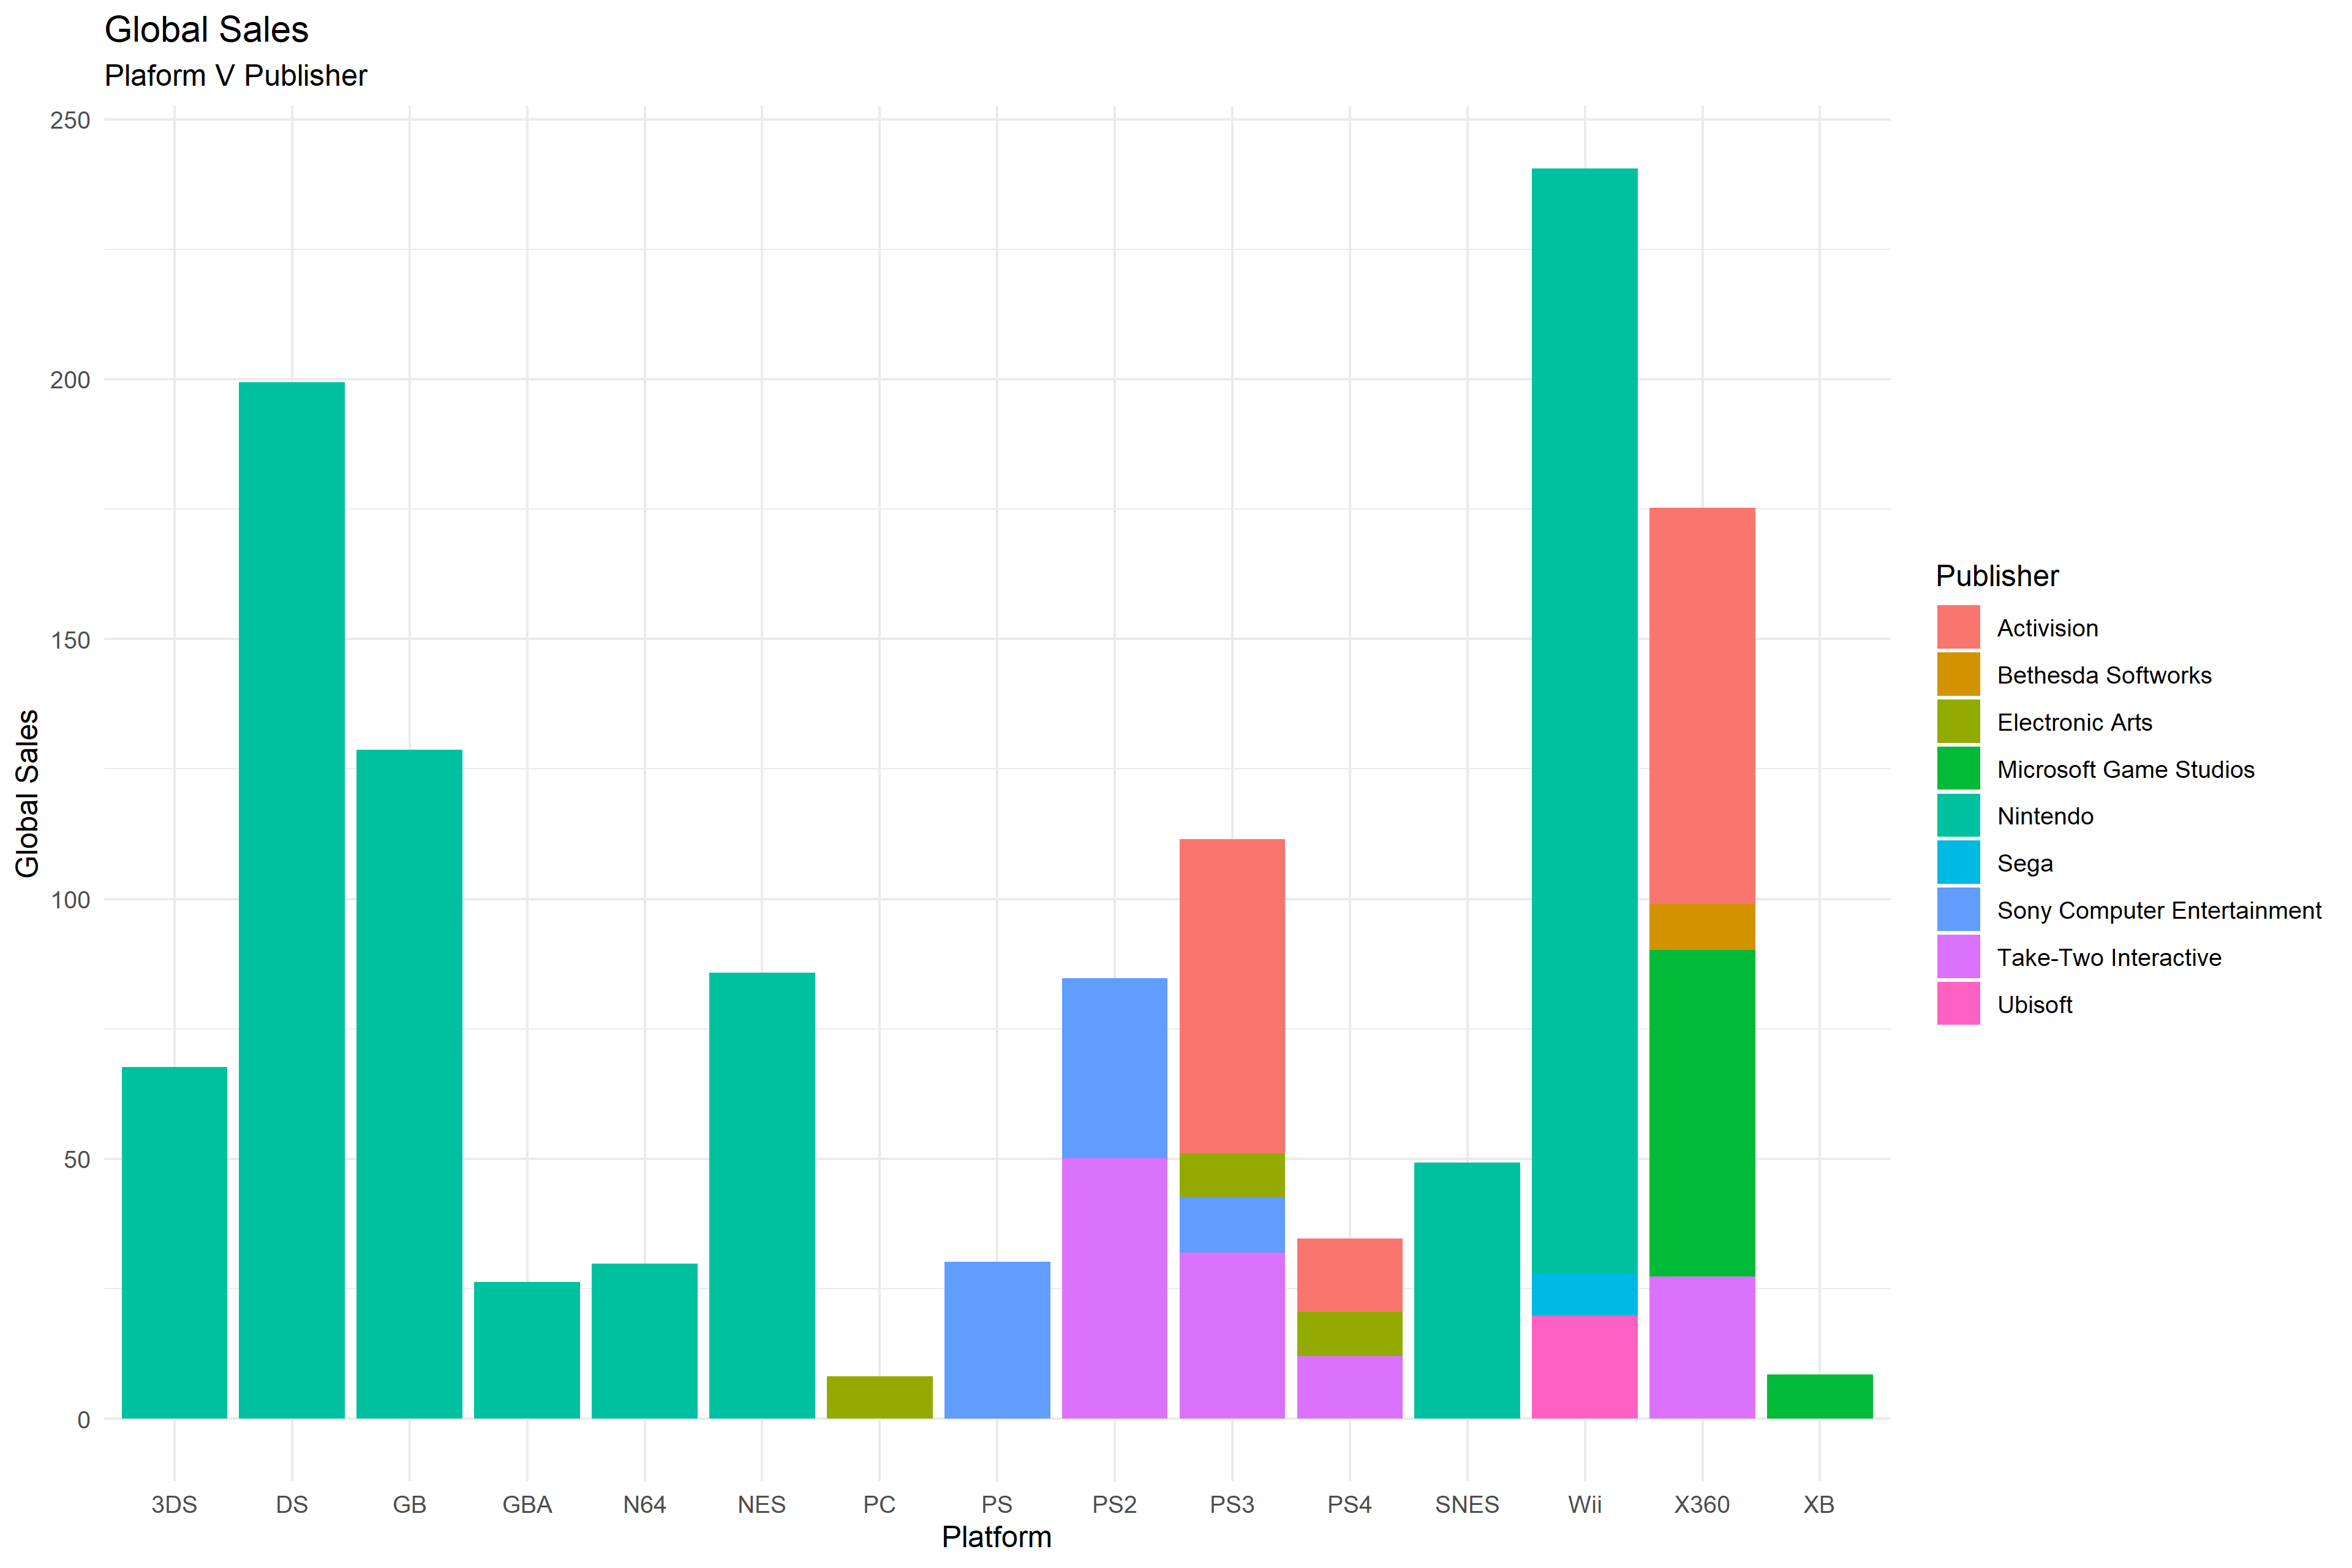 Global Sales
Plaform V Publisher
250
200
150
100
50
0
Global Sales
3DS DS GB GBA N64 NES PC PS PS2 PS3 PS4 SNES Wii X360 XB
Platform
Publisher
Activision
Bethesda Softworks
Electronic Arts
Microsoft Game Studios
Nintendo
Sega
Sony Computer Entertainment
Take-Two Interactive
Ubisoft